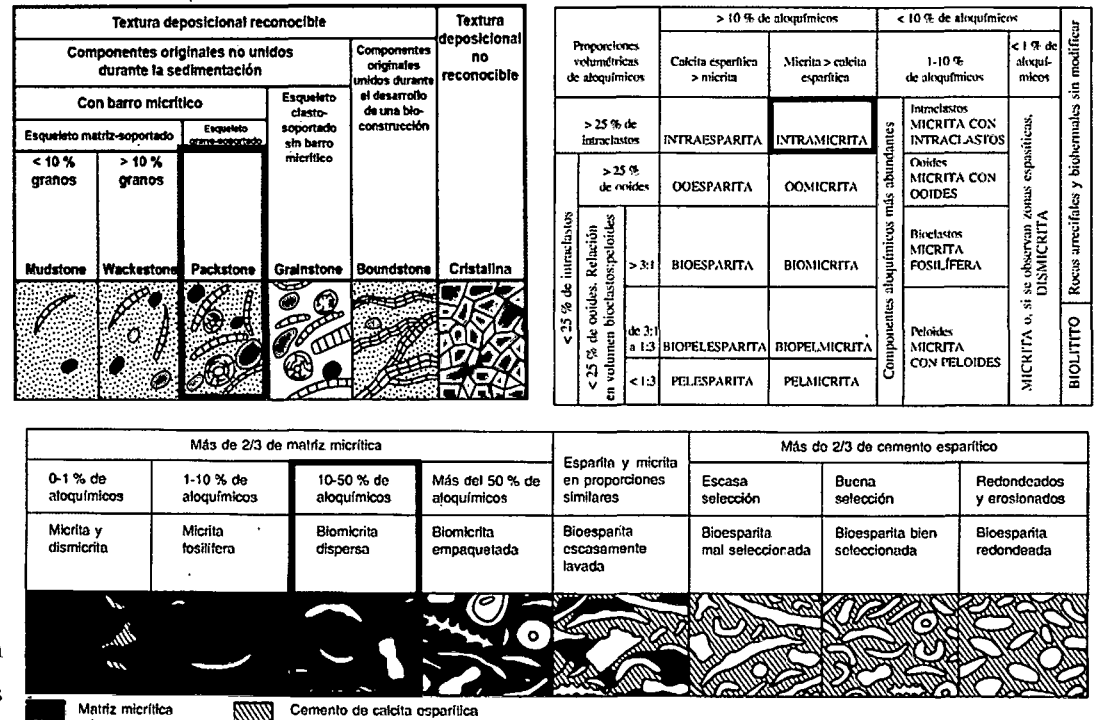 Textura deposicional reconocible
Textura
deposicional
no
reconocible
Componentes originales no unidos
durante la sedimentación
Componentes
originales
unidos durante
el desarrollo
de una bio-
construcción
Con barro micrítico
Esqueleto
clasto-
soportado
sin barro
micrítico
Esqueleto matriz-soportado
Esqueleto
grano-soportado
< 10 %
granos
> 10 %
granos
Mudstone
Wackestone
Packstone
Grainstone
Boundstone
Cristalina
Proporciones
volumétricas
de aloquímicos
> 10 % de aloquímicos
< 10 % de aloquímicos
Calcita esparítica
> micrita
Micrita > calcita
esparítica
1-10 %
de aloquímicos
< 1 % de
aloquí-
micos
> 25 % de
intraclastos
INTRAESPARITA
INTRAMICRITA
Intraclastos
MICRITA CON
INTRACLASTOS
> 25 %
de ooides
OOESPARITA
OOMICRITA
Ooides
MICRITA CON
OOIDES
< 25 % de intraclastos
< 25 % de ooides. Relación
en volumen bioclastos:peloides
> 3:1
BIOESPARITA
BIOMICRITA
Bioclastos
MICRITA
FOSILÍFERA
de 3:1
a 1:3
BIOPELESPARITA
BIOPELMICRITA
Peloides
MICRITA
CON PELOIDES
< 1:3
PELESPARITA
PELMICRITA
Componentes aloquímicos más abundantes
MICRITA o, si se observan zonas espasíticas,
DISMICRITA
Rocas arrecifales y biohermales sin modificar
BIOLITITO
Más de 2/3 de matriz micrítica
Esparita y micrita
en proporciones
similares
Más de 2/3 de cemento esparítico
0-1 % de
aloquímicos
1-10 % de
aloquímicos
10-50 % de
aloquímicos
Más del 50 % de
aloquímicos
Escasa
selección
Buena
selección
Redondeados
y erosionados
Micrita y
dismicrita
Micrita
fosilífera
Biomicrita
dispersa
Biomicrita
empaquetada
Bioesparita
escasamente
lavada
Bioesparita
mal seleccionada
Bioesparita bien
seleccionada
Bioesparita
redondeada
Matriz micrítica
Cemento de calcita esparítica